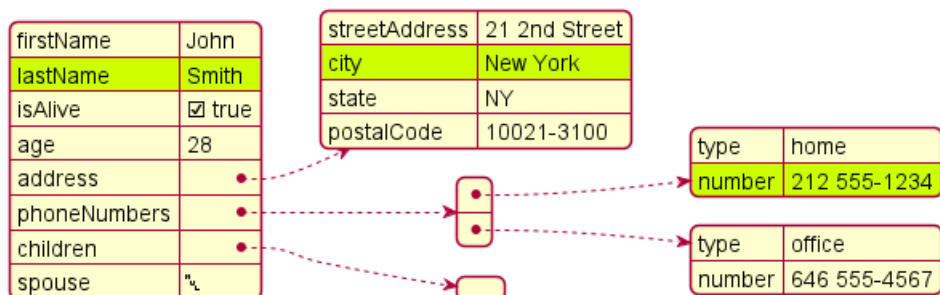 firstName John
lastName Smith
isAlive ☑ true
age 28
address
phoneNumbers
children
spouse ␀
streetAddress 21 2nd Street
city New York
state NY
postalCode 10021-3100
type home
number 212 555-1234
type office
number 646 555-4567